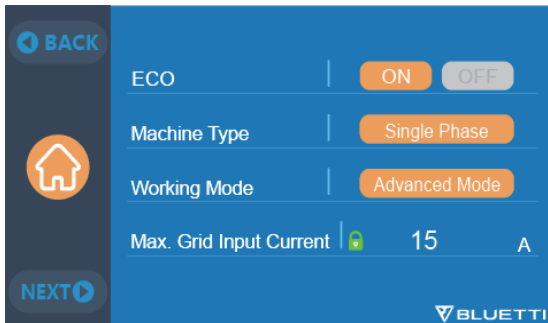 BACK
ECO ON OFF
Machine Type Single Phase
Working Mode Advanced Mode
Max. Grid Input Current 15 A
NEXT
BLUETTI